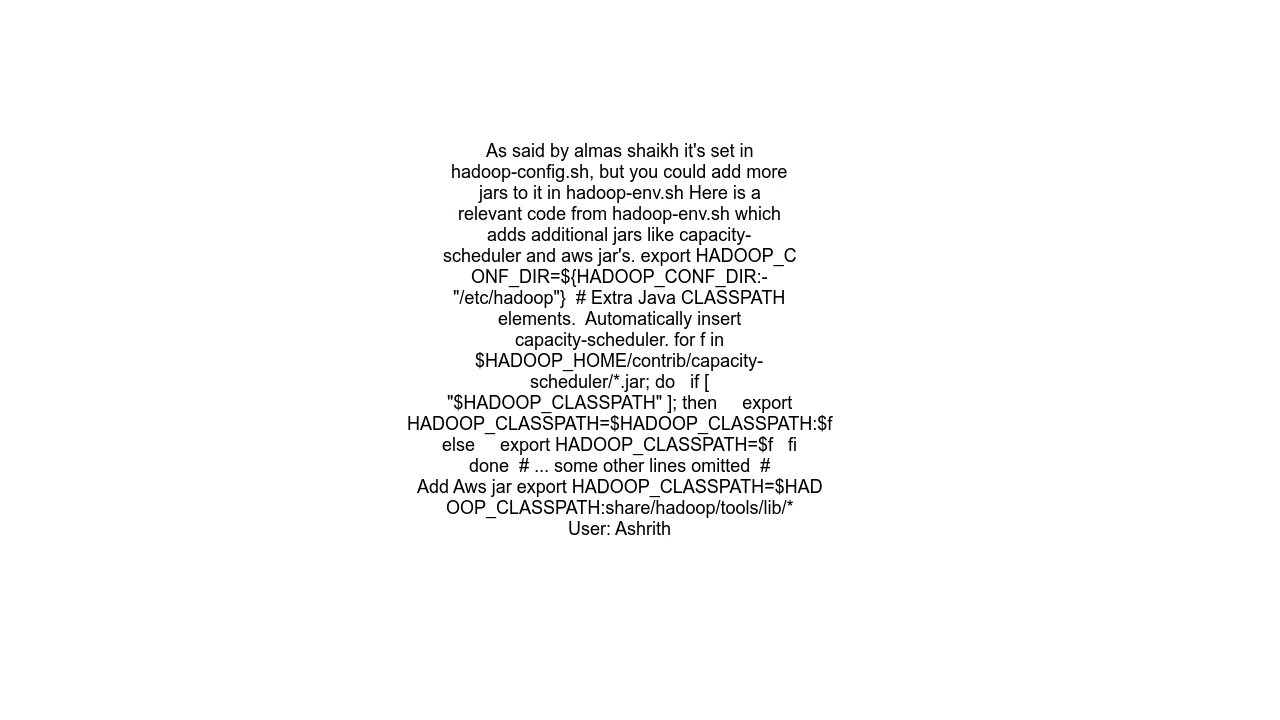 As said by almas shaikh it's set in
hadoop-config.sh, but you could add more
jars to it in hadoop-env.sh Here is a
relevant code from hadoop-env.sh which
adds additional jars like capacity-
scheduler and aws jar's. export HADOOP_C
ONF_DIR=${HADOOP_CONF_DIR:-
"/etc/hadoop"}  # Extra Java CLASSPATH
elements.  Automatically insert
capacity-scheduler. for f in
$HADOOP_HOME/contrib/capacity-
scheduler/*.jar; do   if [
"$HADOOP_CLASSPATH" ]; then     export
HADOOP_CLASSPATH=$HADOOP_CLASSPATH:$f
else     export HADOOP_CLASSPATH=$f   fi
done  # ... some other lines omitted  #
Add Aws jar export HADOOP_CLASSPATH=$HAD
OOP_CLASSPATH:share/hadoop/tools/lib/*
User: Ashrith